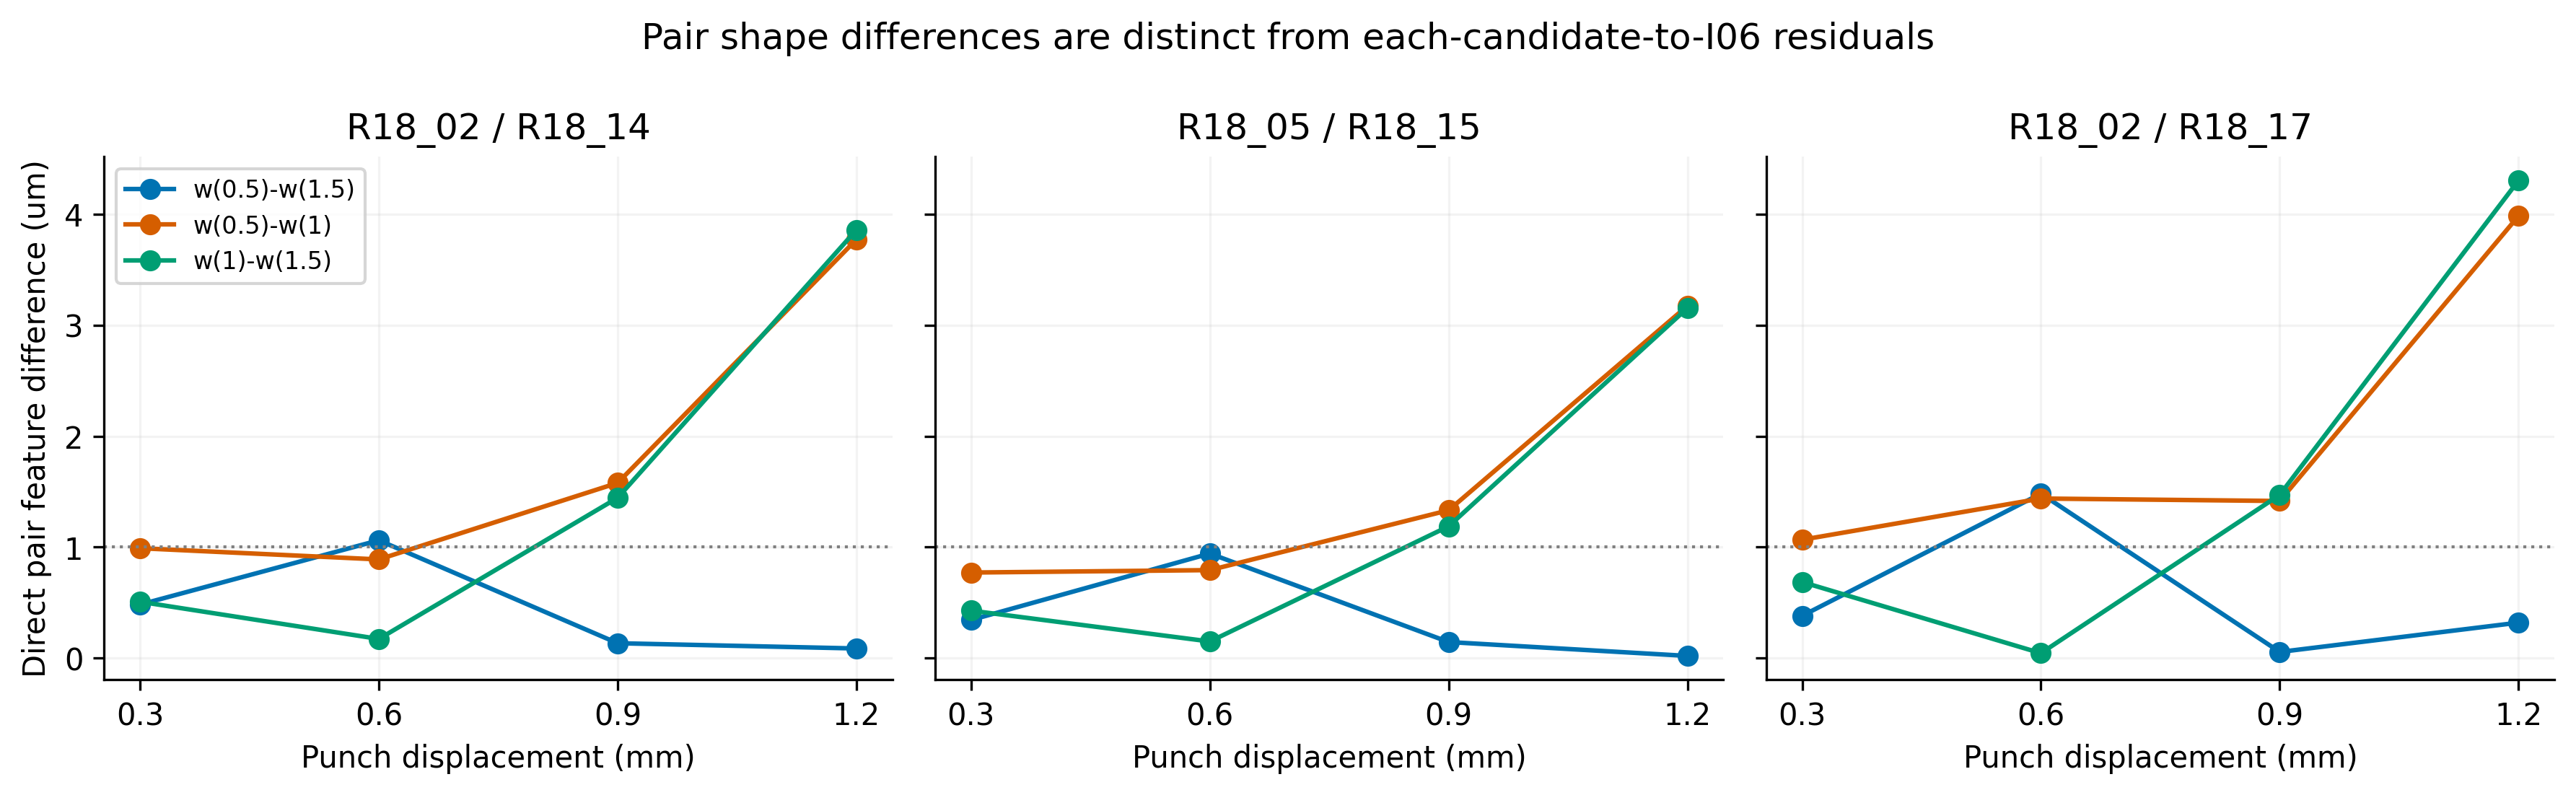 Pair shape differences are distinct from each-candidate-to-I06 residuals
R18_02 / R18_14
R18_05 / R18_15
R18_02 / R18_17
Direct pair feature difference (um)
4
3
2
1
0
w(0.5)-w(1.5)
w(0.5)-w(1)
w(1)-w(1.5)
0.3 0.6 0.9 1.2
0.3 0.6 0.9 1.2
0.3 0.6 0.9 1.2
Punch displacement (mm)
Punch displacement (mm)
Punch displacement (mm)